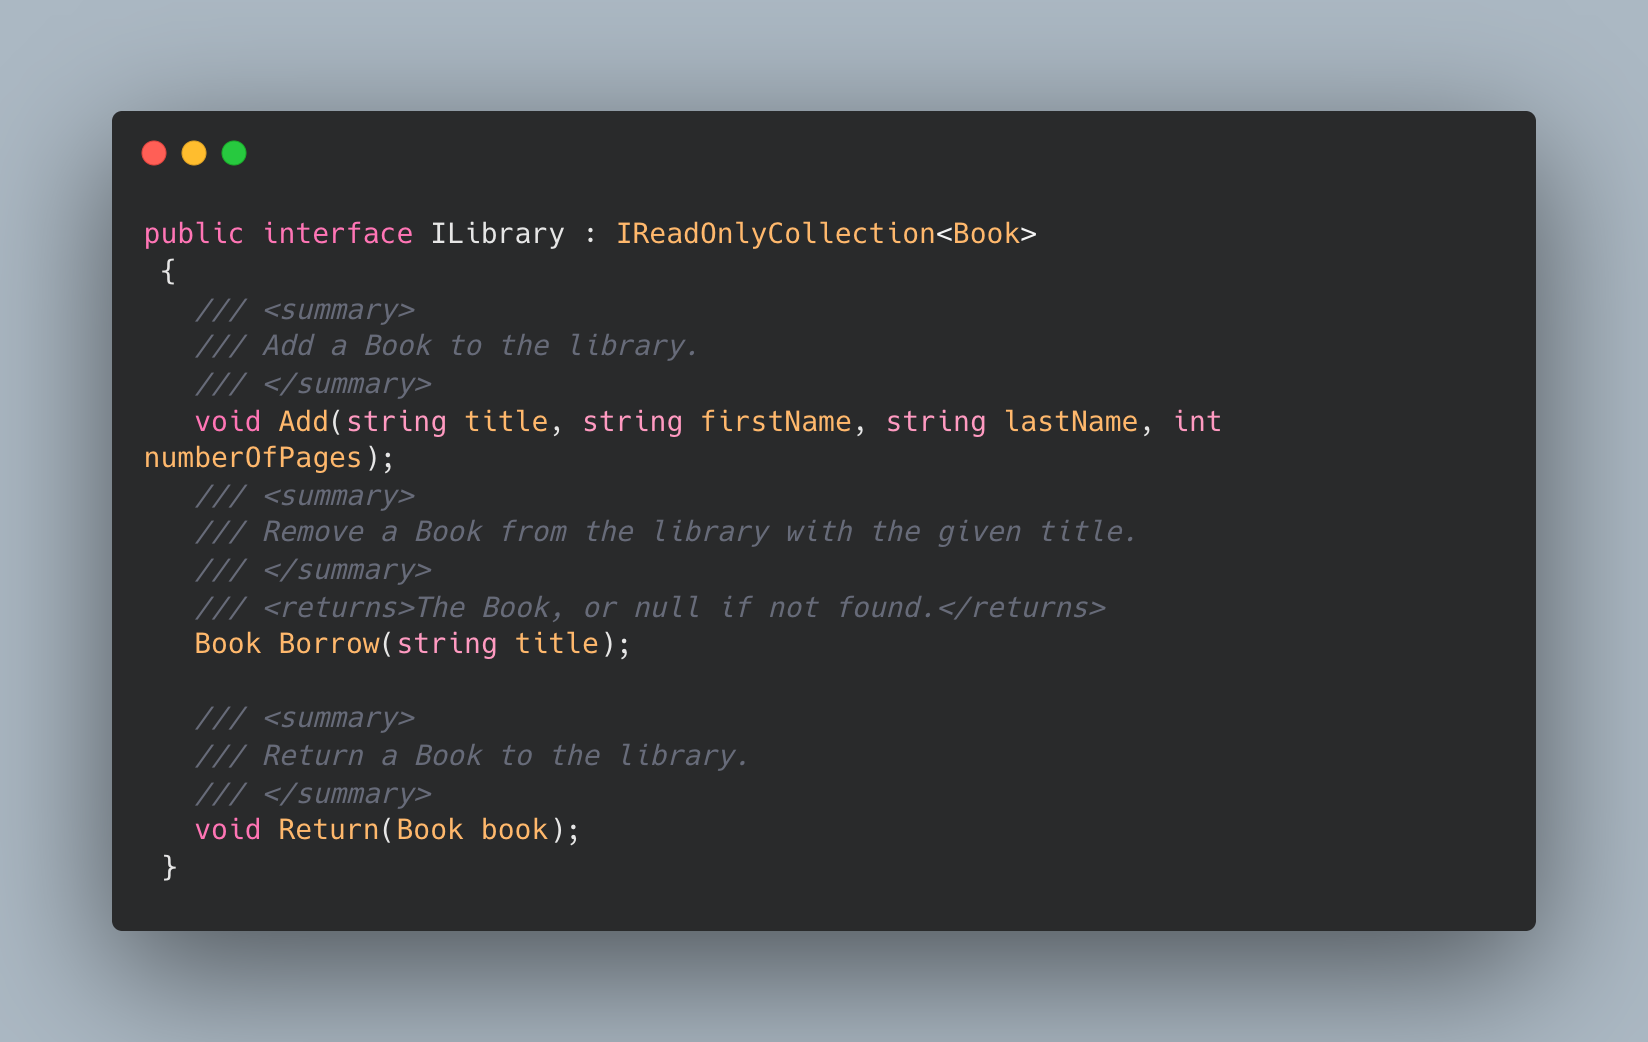 public interface ILibrary : IReadOnlyCollection<Book>
{
/// <summary>
/// Add a Book to the library.
/// </summary>
void Add(string title, string firstName, string lastName, int
numberOfPages);
/// <summary>
/// Remove a Book from the library with the given title.
/// </summary>
/// <returns>The Book, or null if not found.</returns>
Book Borrow(string title);
/// <summary>
/// Return a Book to the library.
/// </summary>
void Return(Book book);
}